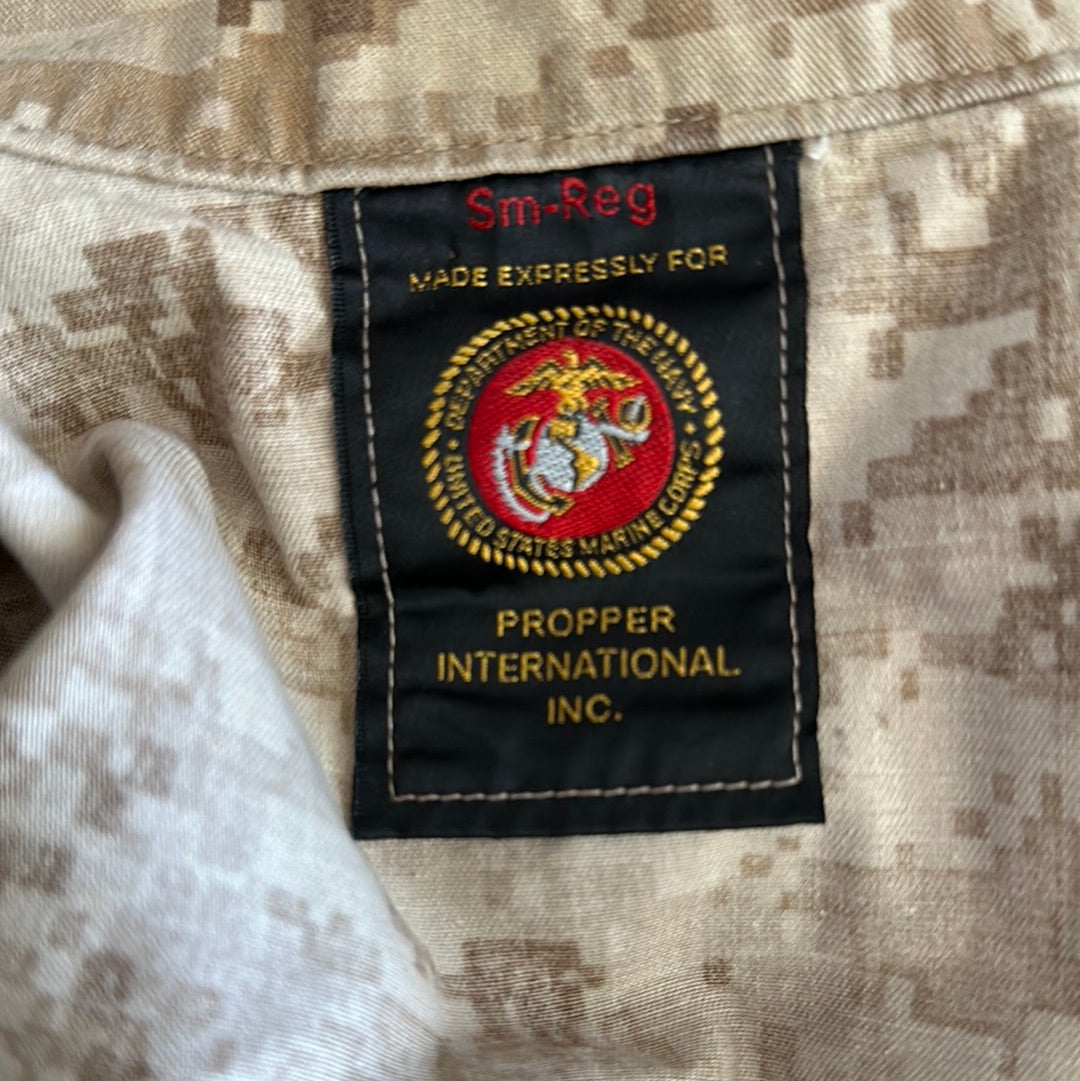 Sm-Reg
MADE EXPRESSLY FOR
DEPARTMENT OF THE NAVY
• UNITED STATES MARINE CORPS •
PROPPER
INTERNATIONAL
INC.